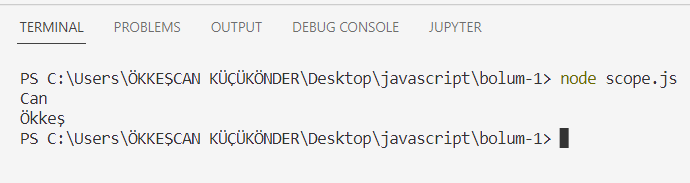 TERMINAL PROBLEMS OUTPUT DEBUG CONSOLE JUPYTER
PS C:\Users\ÖKKEŞCAN KÜÇÜKÖNDER\Desktop\javascript\bolum-1> node scope.js
Can
Ökkeş
PS C:\Users\ÖKKEŞCAN KÜÇÜKÖNDER\Desktop\javascript\bolum-1>